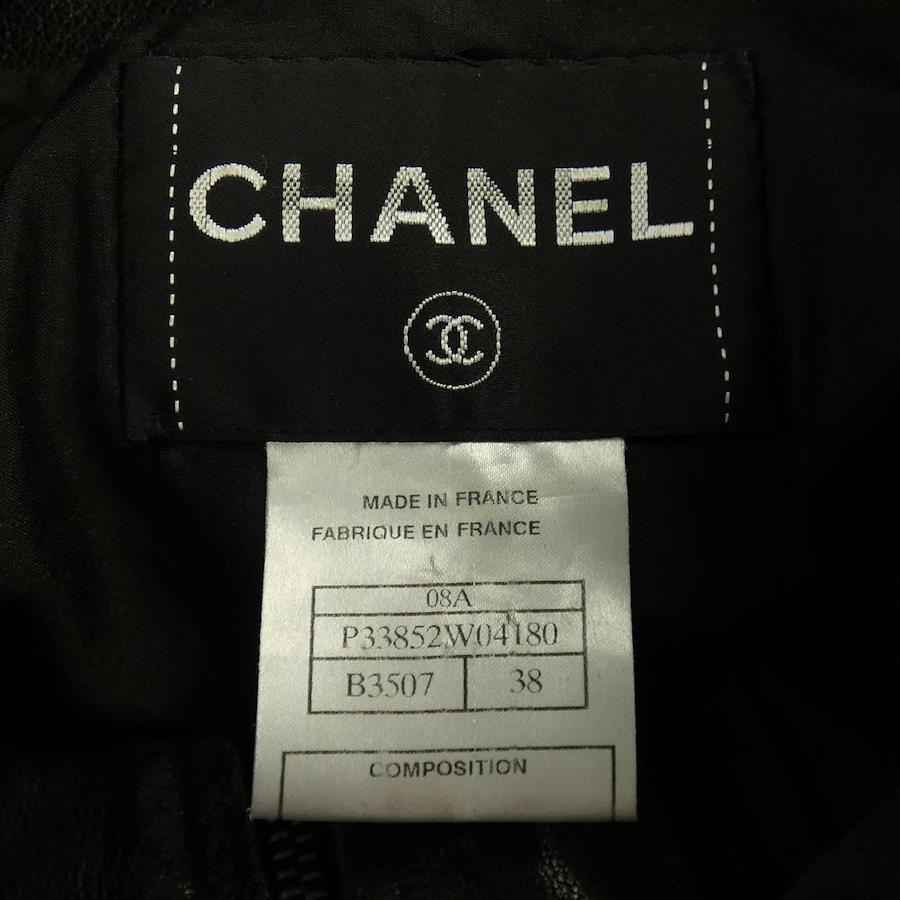 CHANEL
MADE IN FRANCE
FABRIQUE EN FRANCE
08A
P33852W04180
B3507 38
COMPOSITION